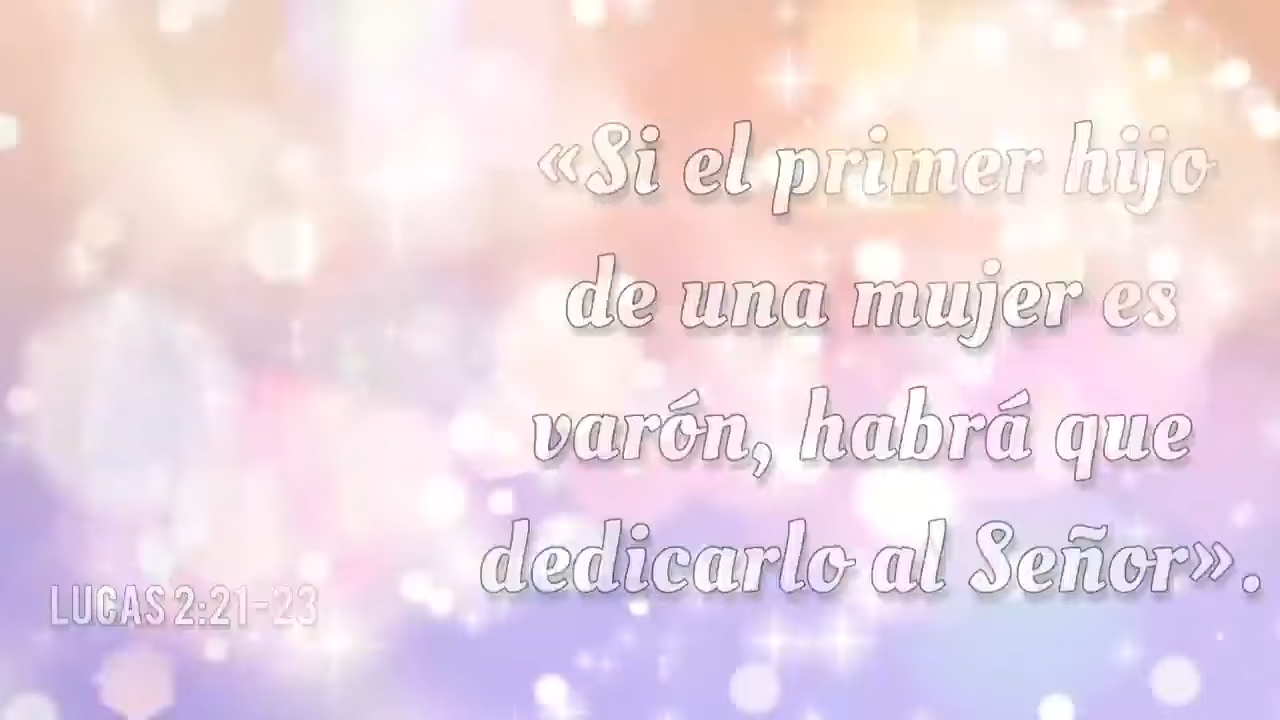 «Si el primer hijo
de una mujer es
varón, habrá que
dedicarlo al Señor».
LUCAS 2:21-23